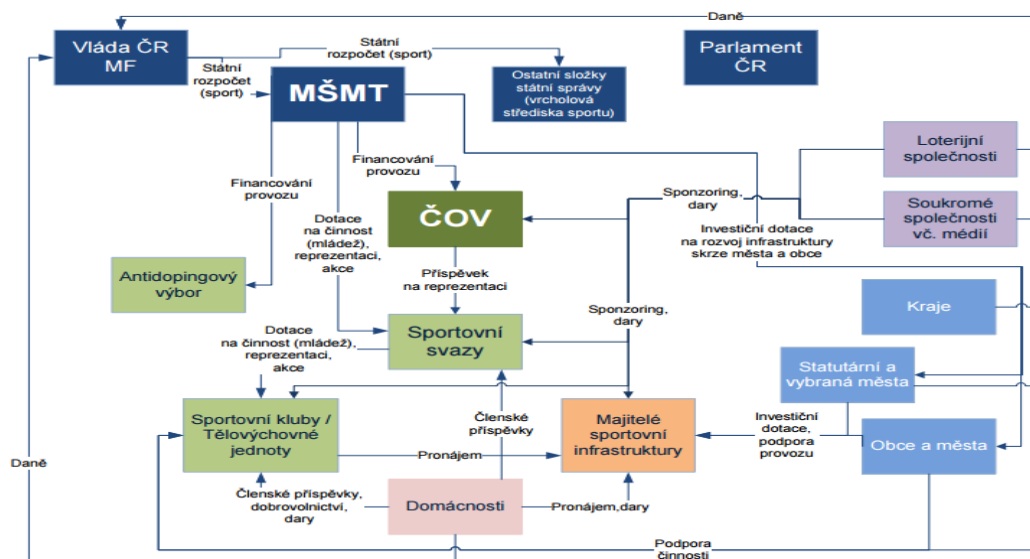 Daně
Vláda ČR
MF
Státní
rozpočet (sport)
Parlament
ČR
Státní
rozpočet
(sport)
MŠMT
Ostatní složky
státní správy
(vrcholová
střediska sportu)
Loterijní
společnosti
Financování
provozu
Financování
provozu
Sponzoring,
dary
Soukromé
společnosti
vč. médií
ČOV
Dotace
na činnost (mládež),
reprezentaci,
akce
Investiční dotace
na rozvoj infrastruktury
skrze města a obce
Antidopingový
výbor
Příspěvek
na reprezentaci
Kraje
Sponzoring,
dary
Sportovní
svazy
Dotace
na činnost (mládež),
reprezentaci,
akce
Statutární a
vybraná města
Sportovní kluby /
Tělovýchovné
jednoty
Členské
příspěvky
Majitelé
sportovní
infrastruktury
Investiční
dotace,
podpora
provozu
Obce a města
Daně
Pronájem
Členské příspěvky,
dobrovolnictví,
dary
Domácnosti
Pronájem,dary
Podpora
činnosti